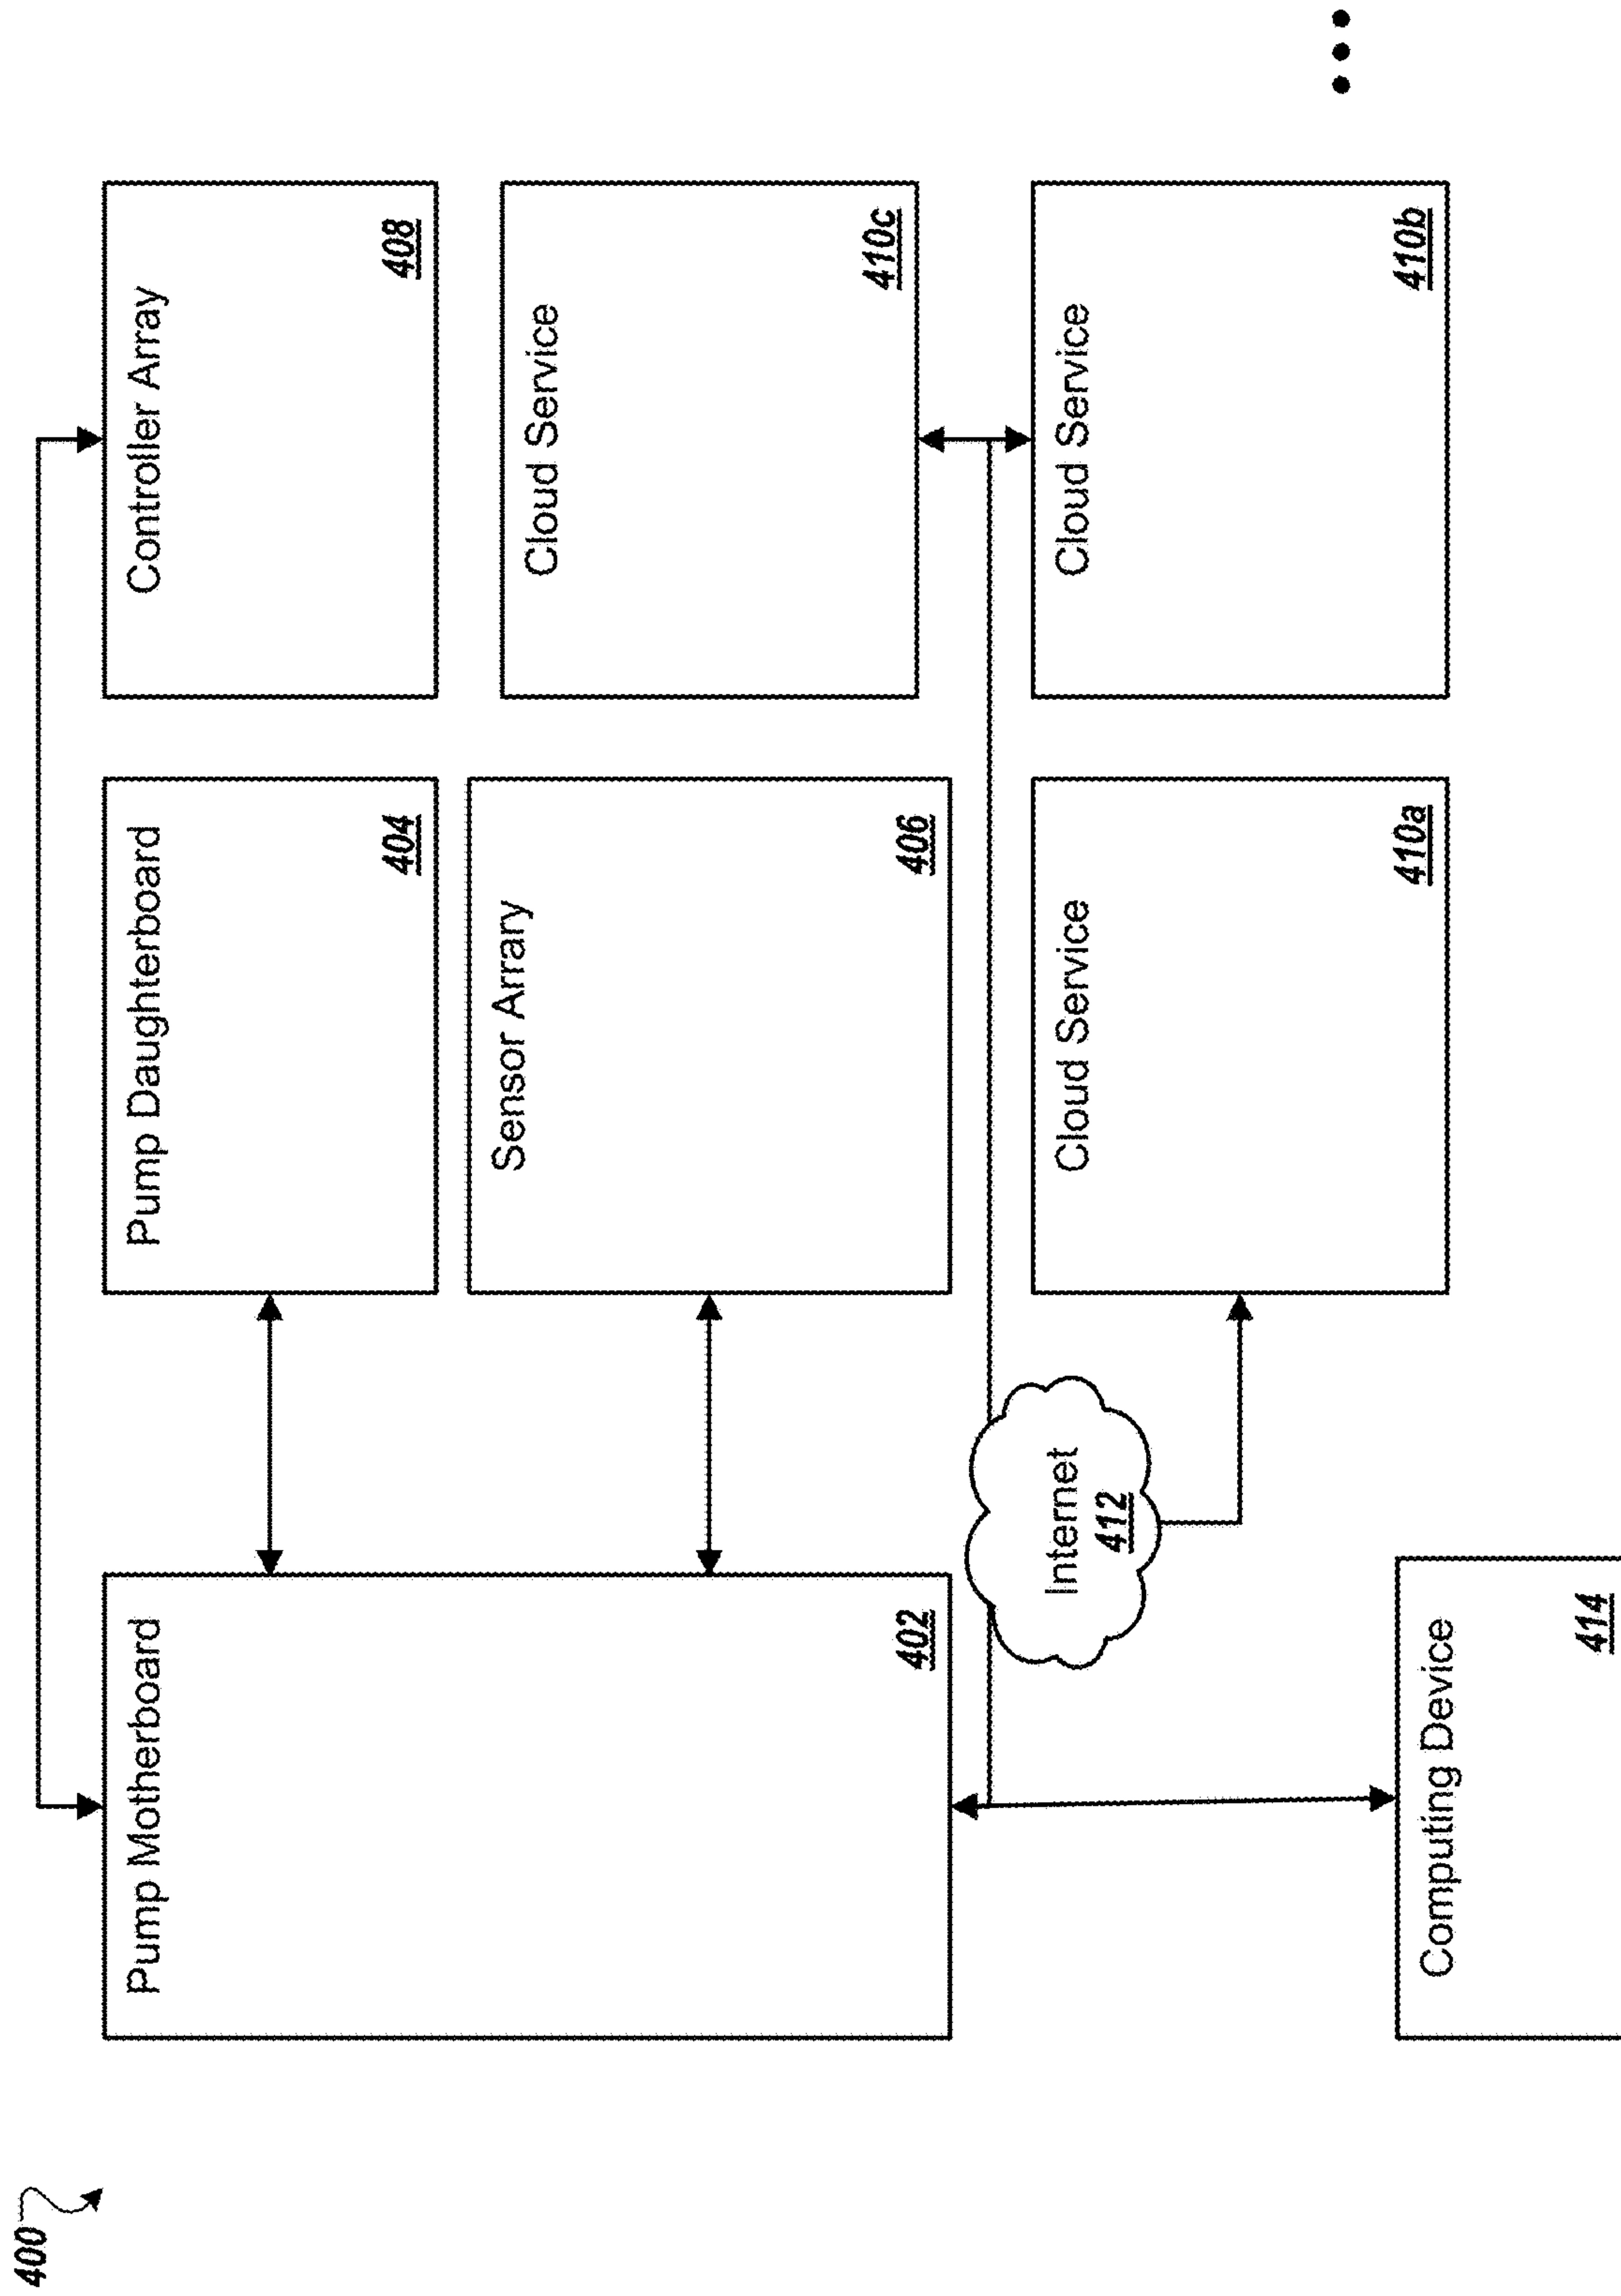 400
Pump Motherboard
402
Pump Daughterboard
404
Controller Array
408
Sensor Arrary
406
Cloud Service
410c
Internet
412
Cloud Service
410a
Cloud Service
410b
Computing Device
414